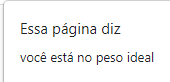 Essa página diz
você está no peso ideal